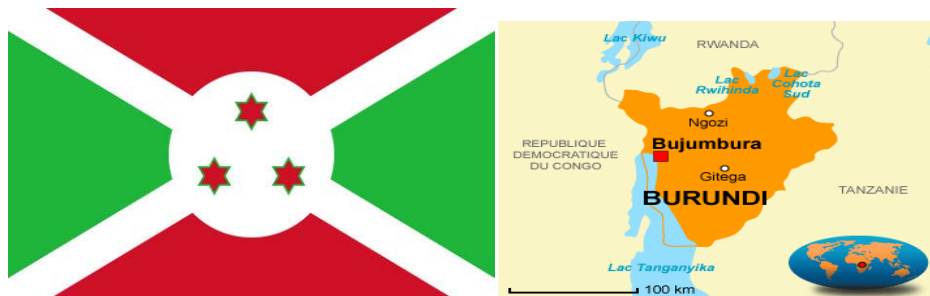 Lac Kiwu
RWANDA
Lac
Rwihinda
Lac
Cohota
Sud
Ngozi
REPUBLIQUE
DEMOCRATIQUE
DU CONGO
Bujumbura
Gitega
BURUNDI
TANZANIE
Lac Tanganyika
100 km